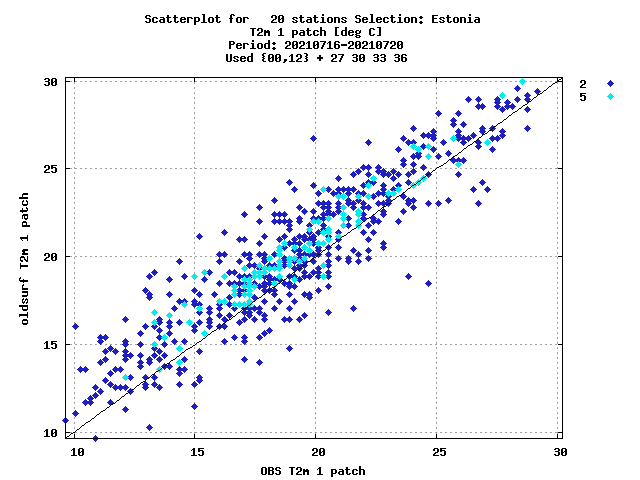 Scatterplot for   20 stations Selection: Estonia
T2m 1 patch [deg C]
Period: 20210716-20210720
Used {00,12} + 27 30 33 36
2
5
oldsurf T2m 1 patch
30
25
20
15
10
10 15 20 25 30
OBS T2m 1 patch